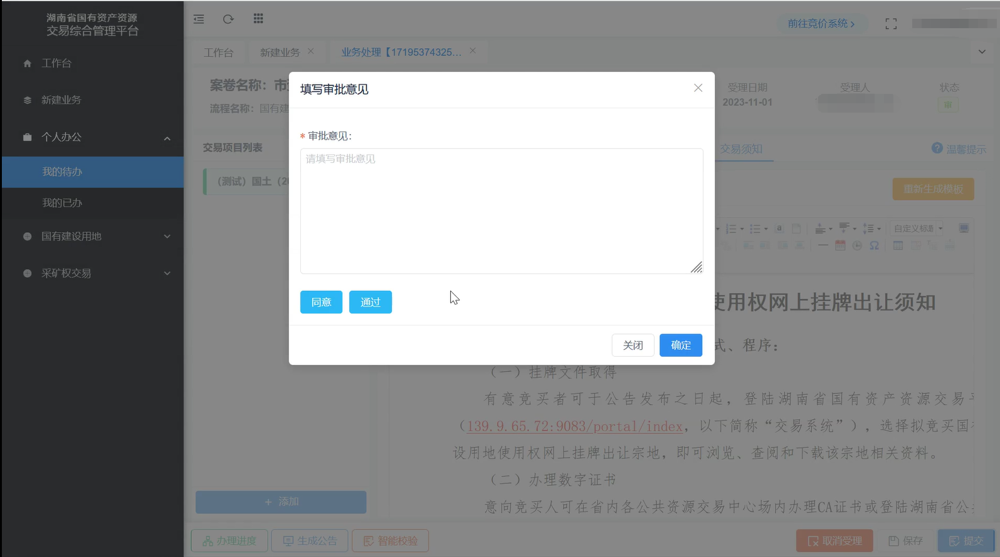 湖南省国有资产资源
交易综合管理平台
前往竞价系统
工作台
新建业务
个人办公
我的待办
我的已办
国有建设用地
采矿权交易
工作台
新建业务
业务处理【17195374325...
案卷名称：市
受理日期
受理人
状态
流程名称：国有建
2023-11-01
审
填写审批意见
* 审批意见:
请填写审批意见
同意
通过
关闭
确定
交易项目列表
交易须知
温馨提示
（测试）国土（20
重新生成模板
自定义标题
使用权网上挂牌出让须知
式、程序：
（一）挂牌文件取得
有意竞买者可于公告发布之日起，登陆湖南省国有资产资源交易平
（139.9.65.72:9083/portal/index，以下简称“交易系统”），选择拟竞买国有
设用地使用权网上挂牌出让宗地，即可浏览、查阅和下载该宗地相关资料。
（二）办理数字证书
意向竞买人可在省内各公共资源交易中心场内办理CA证书或登陆湖南省公共
+ 添加
办理进度
生成公告
智能校验
取消受理
保存
提交